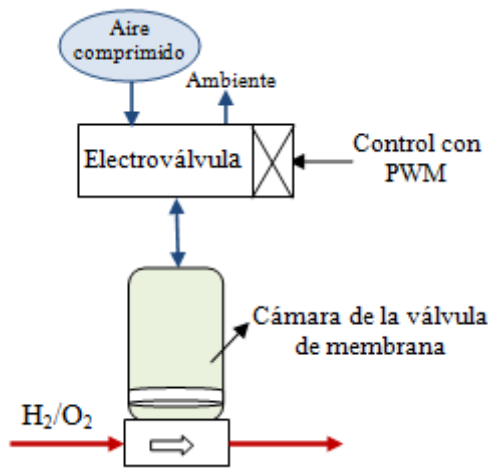 Aire
comprimido
Ambiente
Electroválvula
Control con
PWM
Cámara de la válvula
de membrana
H₂/O₂